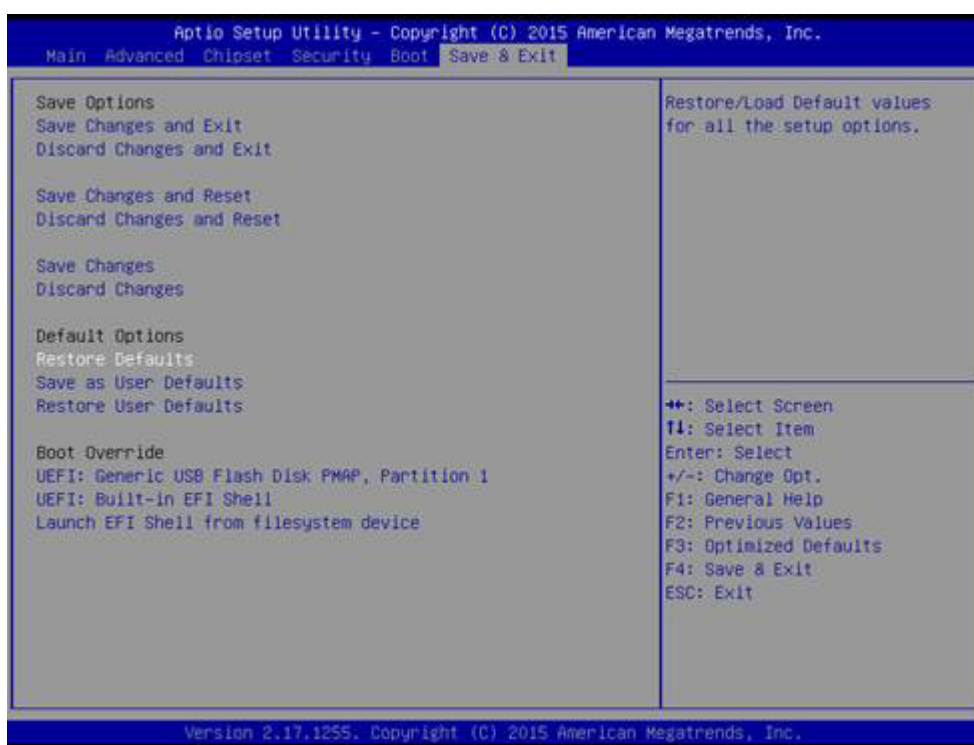 Aptio Setup Utility – Copyright (C) 2015 American Megatrends, Inc.
Main Advanced Chipset Security Boot Save & Exit
Save Options
Save Changes and Exit
Discard Changes and Exit
Save Changes and Reset
Discard Changes and Reset
Save Changes
Discard Changes
Default Options
Restore Defaults
Save as User Defaults
Restore User Defaults
Boot Override
UEFI: Generic USB Flash Disk PMAP, Partition 1
UEFI: Built-in EFI Shell
Launch EFI Shell from filesystem device
Restore/Load Default values
for all the setup options.
→←: Select Screen
↑↓: Select Item
Enter: Select
+/-: Change Opt.
F1: General Help
F2: Previous Values
F3: Optimized Defaults
F4: Save & Exit
ESC: Exit
Version 2.17.1255. Copyright (C) 2015 American Megatrends, Inc.